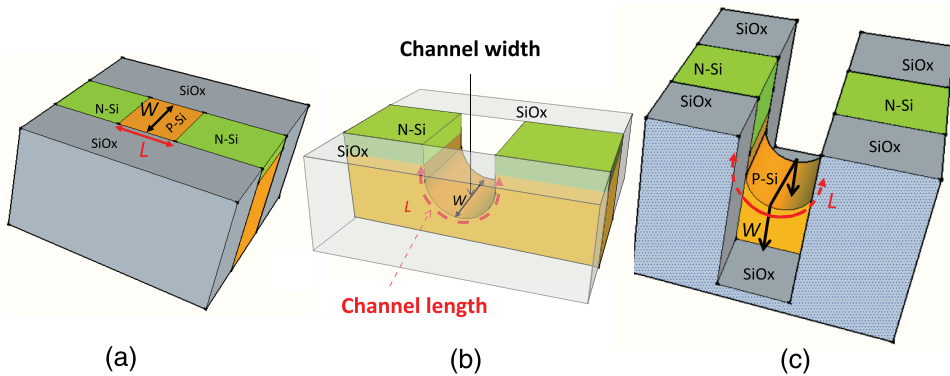 SiOx
N-Si
W
P-Si
N-Si
SiOx
L
(a)
Channel width
SiOx
N-Si
SiOx
W
L
Channel length
(b)
SiOx
N-Si
SiOx
SiOx
N-Si
SiOx
P-Si
L
W
SiOx
(c)